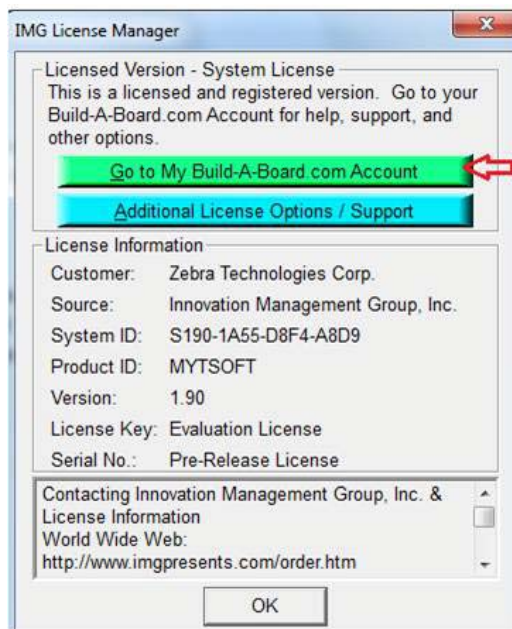 IMG License Manager
Licensed Version - System License
This is a licensed and registered version. Go to your
Build-A-Board.com Account for help, support, and
other options.
Go to My Build-A-Board.com Account
Additional License Options / Support
License Information
Customer: Zebra Technologies Corp.
Source: Innovation Management Group, Inc.
System ID: S190-1A55-D8F4-A8D9
Product ID: MYTSOFT
Version: 1.90
License Key: Evaluation License
Serial No.: Pre-Release License
Contacting Innovation Management Group, Inc. &
License Information
World Wide Web:
http://www.imgpresents.com/order.htm
OK